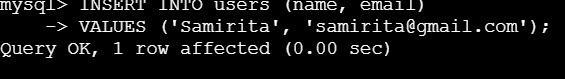 mysql> INSERT INTO users (name, email)
    -> VALUES ('Samirita', 'samirita@gmail.com');
Query OK, 1 row affected (0.00 sec)